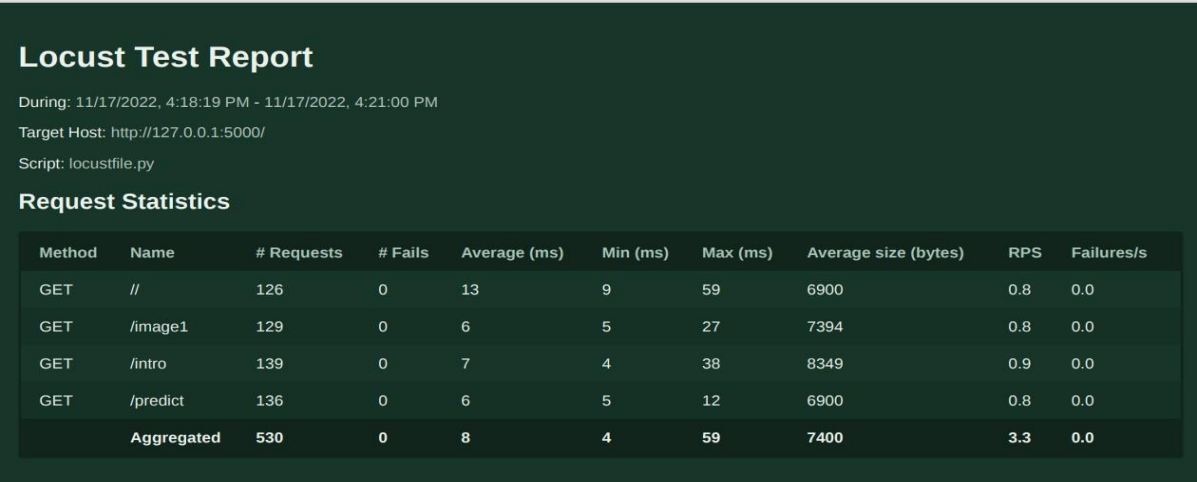 Locust Test Report
During: 11/17/2022, 4:18:19 PM - 11/17/2022, 4:21:00 PM
Target Host: http://127.0.0.1:5000/
Script: locustfile.py
Request Statistics
Method Name # Requests # Fails Average (ms) Min (ms) Max (ms) Average size (bytes) RPS Failures/s
GET // 126 0 13 9 59 6900 0.8 0.0
GET /image1 129 0 6 5 27 7394 0.8 0.0
GET /intro 139 0 7 4 38 8349 0.9 0.0
GET /predict 136 0 6 5 12 6900 0.8 0.0
Aggregated 530 0 8 4 59 7400 3.3 0.0